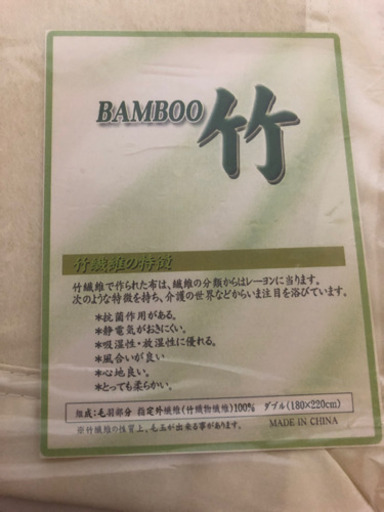 BAMBOO 竹
竹繊維の特徴
竹繊維で作られた布は、繊維の分類からはレーヨンに当ります。
次のような特徴を持ち、介護の世界などからいま注目を浴びています。
*抗菌作用がある。
*静電気がおきにくい。
*吸湿性・放湿性に優れる。
*風合いが良い
*心地良い。
*とっても柔らかい。
組成:毛羽部分 指定外繊維(竹織物繊維)100% ダブル(180×220cm)
※竹繊維の性質上、毛玉が出来る事があります。 MADE IN CHINA